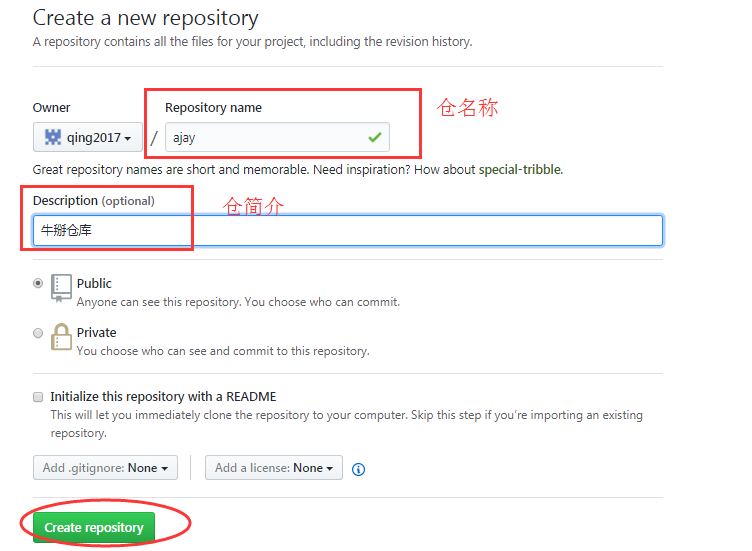 Create a new repository
A repository contains all the files for your project, including the revision history.
Owner
Repository name
仓名称
qing2017
/
ajay
Great repository names are short and memorable. Need inspiration? How about special-tribble.
Description (optional)
仓简介
牛掰仓库
Public
Anyone can see this repository. You choose who can commit.
Private
You choose who can see and commit to this repository.
Initialize this repository with a README
This will let you immediately clone the repository to your computer. Skip this step if you're importing an existing
repository.
Add .gitignore: None
Add a license: None
Create repository